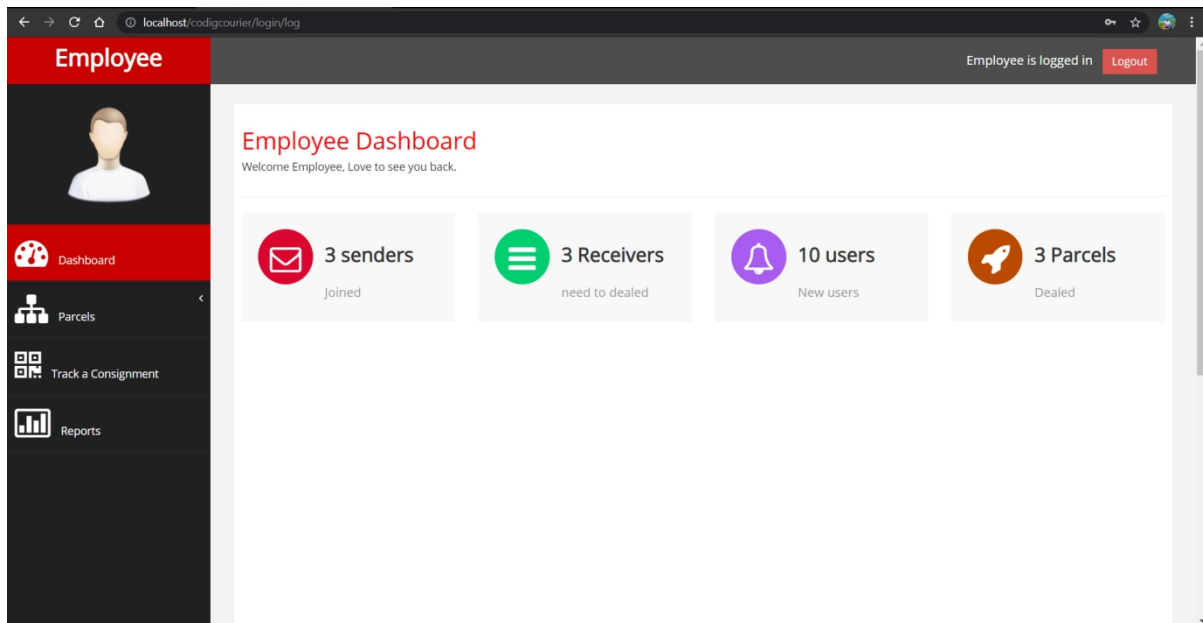 localhost/codigcourier/login/log
Employee
Employee is logged in
Logout
Employee Dashboard
Welcome Employee, Love to see you back.
Dashboard
Parcels
Track a Consignment
Reports
3 senders
Joined
3 Receivers
need to dealed
10 users
New users
3 Parcels
Dealed